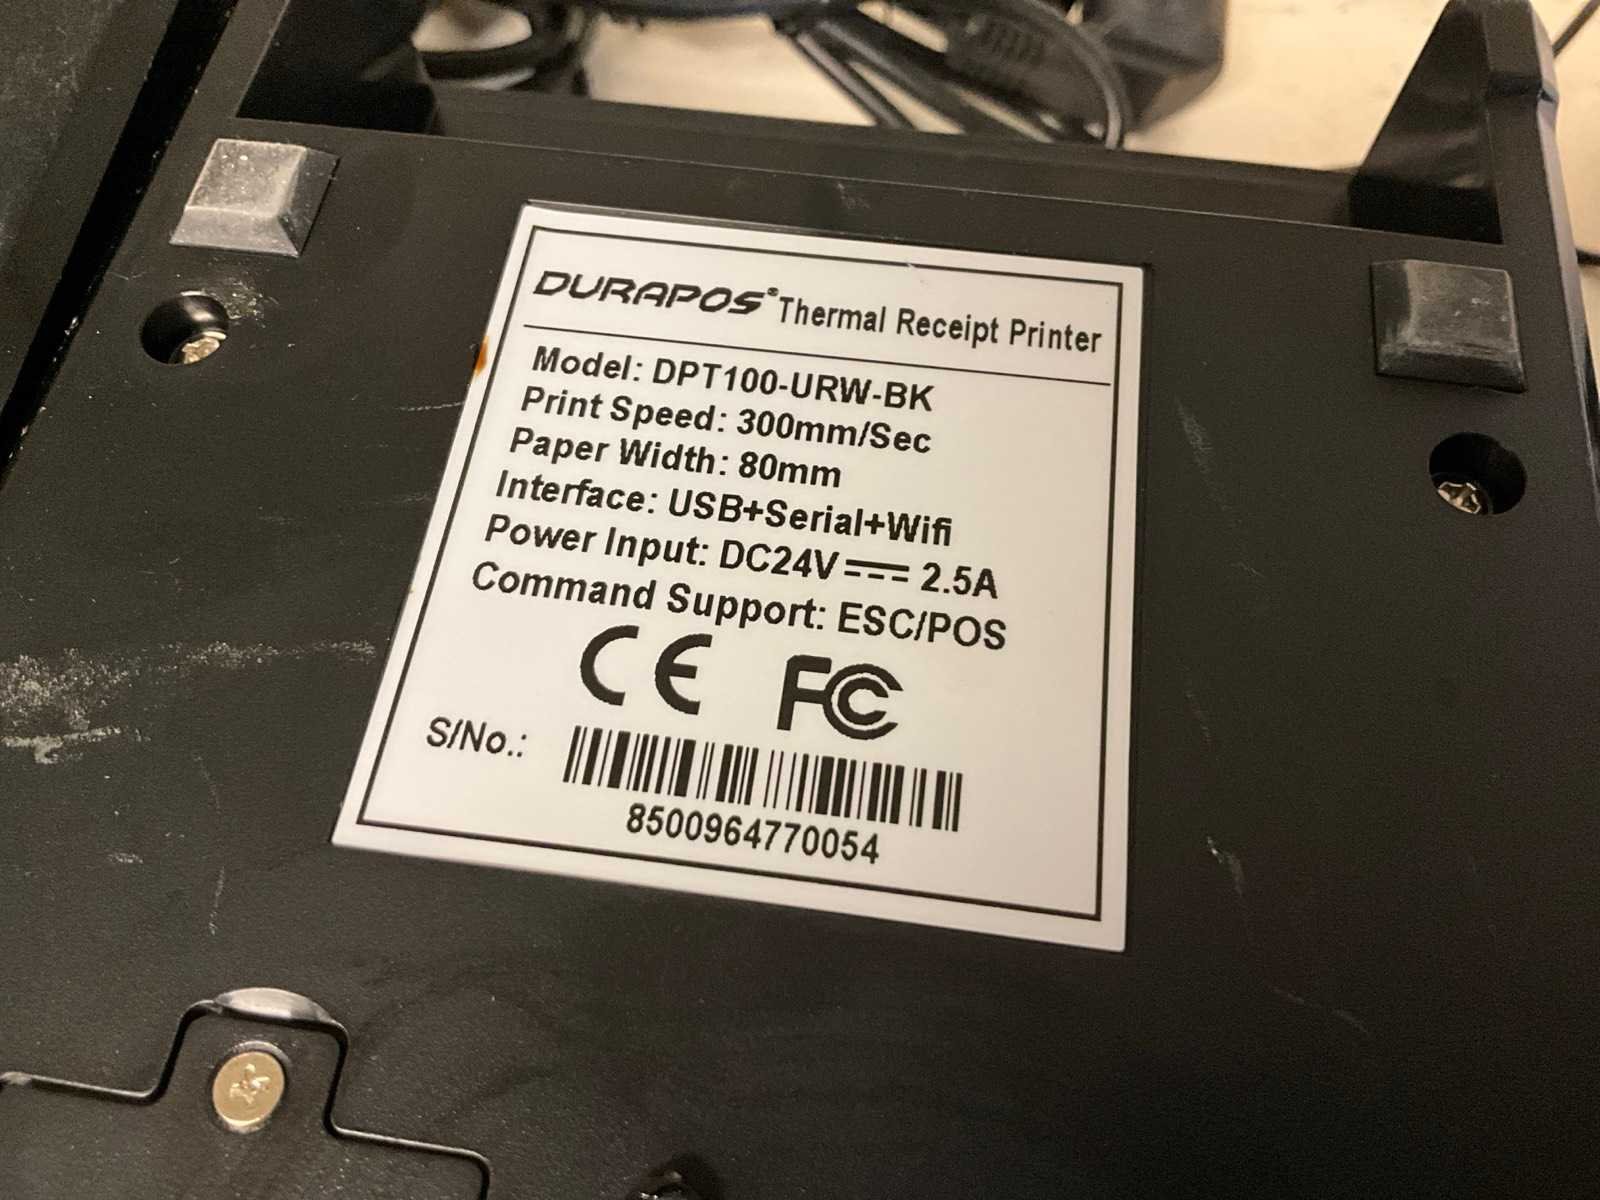 DURAPOS® Thermal Receipt Printer
Model: DPT100-URW-BK
Print Speed: 300mm/Sec
Paper Width: 80mm
Interface: USB+Serial+Wifi
Power Input: DC24V⎓2.5A
Command Support: ESC/POS
CE FC
S/No.:
8500964770054